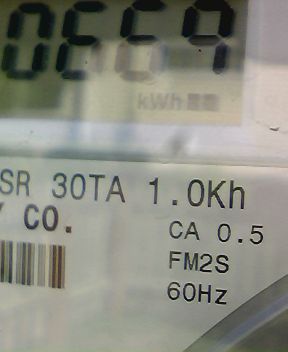 kWh
SR 30TA 1.0Kh
Y CO.
CA 0.5
FM2S
60Hz